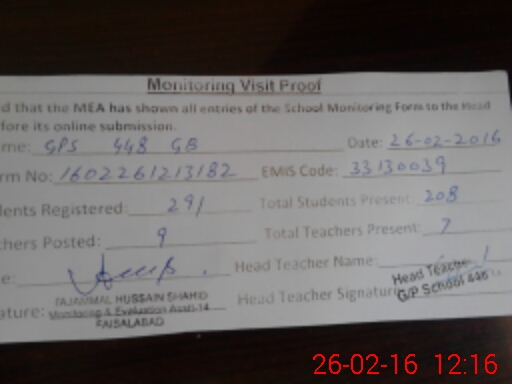 Monitoring Visit Proof
d that the MEA has shown all entries of the School Monitoring Form to the Head
fore its online submission.
me: GPS 448 GB Date: 26-02-2016
rm No: 1602261213182 EMIS Code: 33130039
ents Registered: 291 Total Students Present: 208
hers Posted: 9 Total Teachers Present: 7
e: Head Teacher Name:
ature: TAJAMMAL HUSSAIN SHAHID Head Teacher Signature Head Teacher
Monitoring & Evaluation Asstt-14 G/P School 448
FAISALABAD
26-02-16 12:16